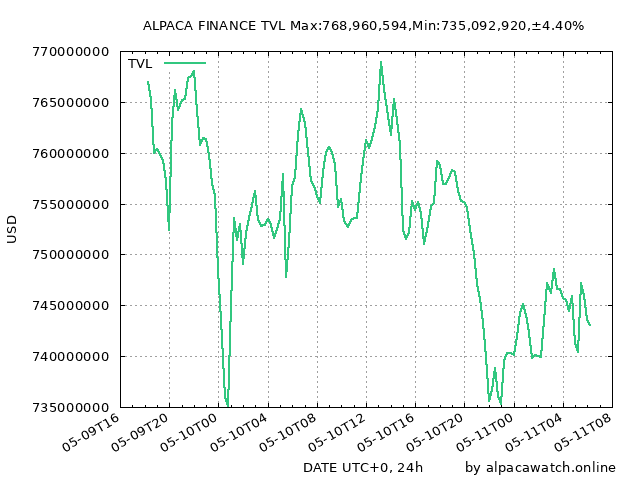 ALPACA FINANCE TVL Max:768,960,594,Min:735,092,920,±4.40%
TVL
770000000
765000000
760000000
755000000
750000000
745000000
740000000
735000000
USD
05-09T16
05-09T20
05-10T00
05-10T04
05-10T08
05-10T12
05-10T16
05-10T20
05-11T00
05-11T04
05-11T08
DATE UTC+0, 24h
by alpacawatch.online